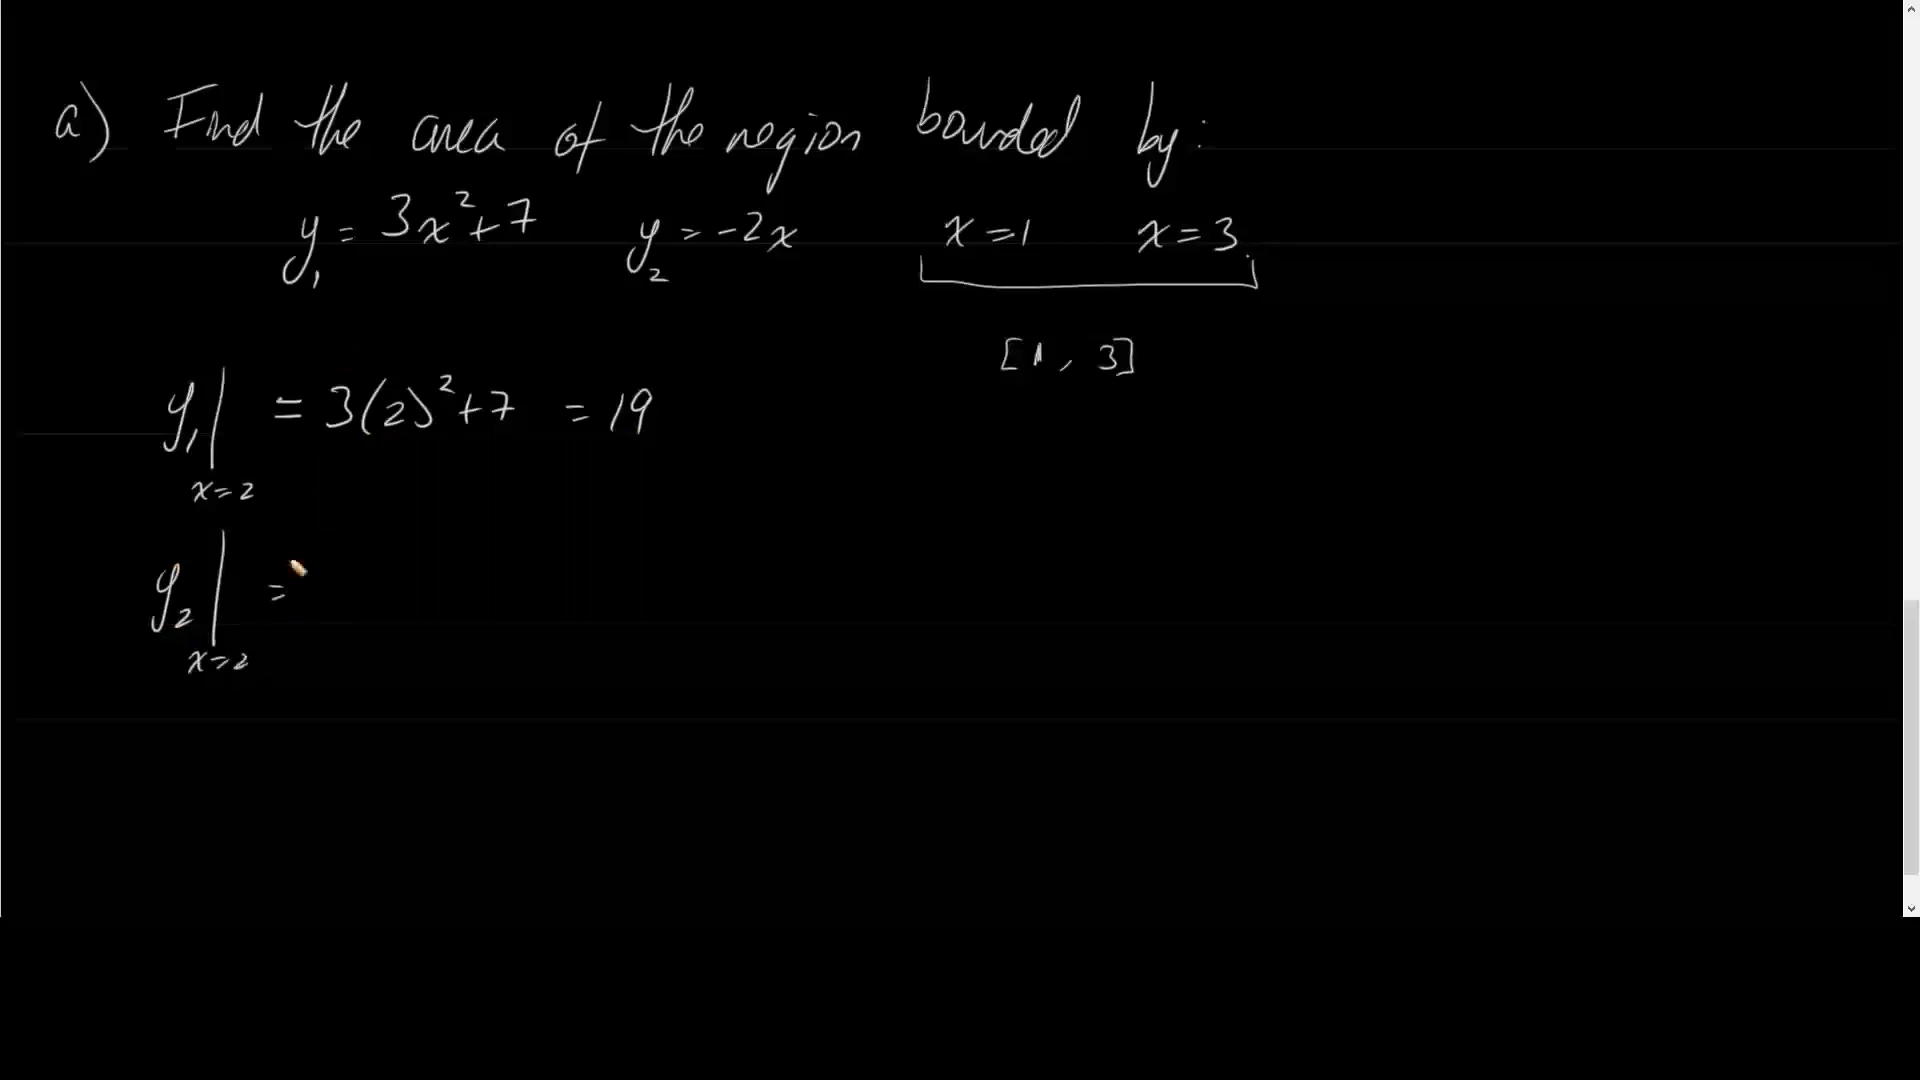 a) Find the area of the region bounded by:
y₁ = 3x²+7 y₂ = -2x x=1 x=3
[1, 3]
y₁| = 3(2)²+7 = 19
x=2
y₂| =
x=2